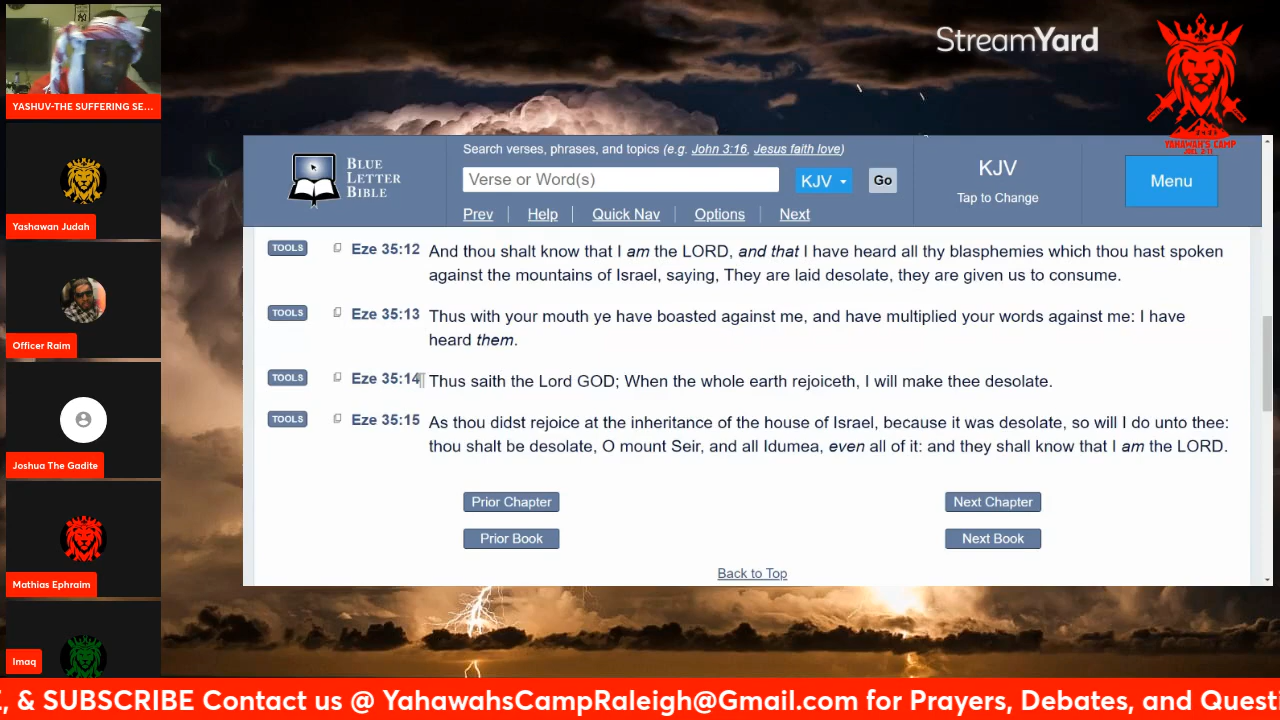 StreamYard
YAHAWAH'S CAMP
JOEL 2:11
YASHUV-THE SUFFERING SE...
Yashawan Judah
Officer Raim
Joshua The Gadite
Mathias Ephraim
Imaq
BLUE
LETTER
BIBLE
Search verses, phrases, and topics (e.g. John 3:16, Jesus faith love)
Verse or Word(s)
KJV
Go
Prev | Help | Quick Nav | Options | Next
KJV
Tap to Change
Menu
TOOLS Eze 35:12 And thou shalt know that I am the LORD, and that I have heard all thy blasphemies which thou hast spoken
against the mountains of Israel, saying, They are laid desolate, they are given us to consume.
TOOLS Eze 35:13 Thus with your mouth ye have boasted against me, and have multiplied your words against me: I have
heard them.
TOOLS Eze 35:14¶ Thus saith the Lord GOD; When the whole earth rejoiceth, I will make thee desolate.
TOOLS Eze 35:15 As thou didst rejoice at the inheritance of the house of Israel, because it was desolate, so will I do unto thee:
thou shalt be desolate, O mount Seir, and all Idumea, even all of it: and they shall know that I am the LORD.
Prior Chapter Next Chapter
Prior Book Next Book
Back to Top
, & SUBSCRIBE Contact us @ YahawahsCampRaleigh@Gmail.com for Prayers, Debates, and Questi